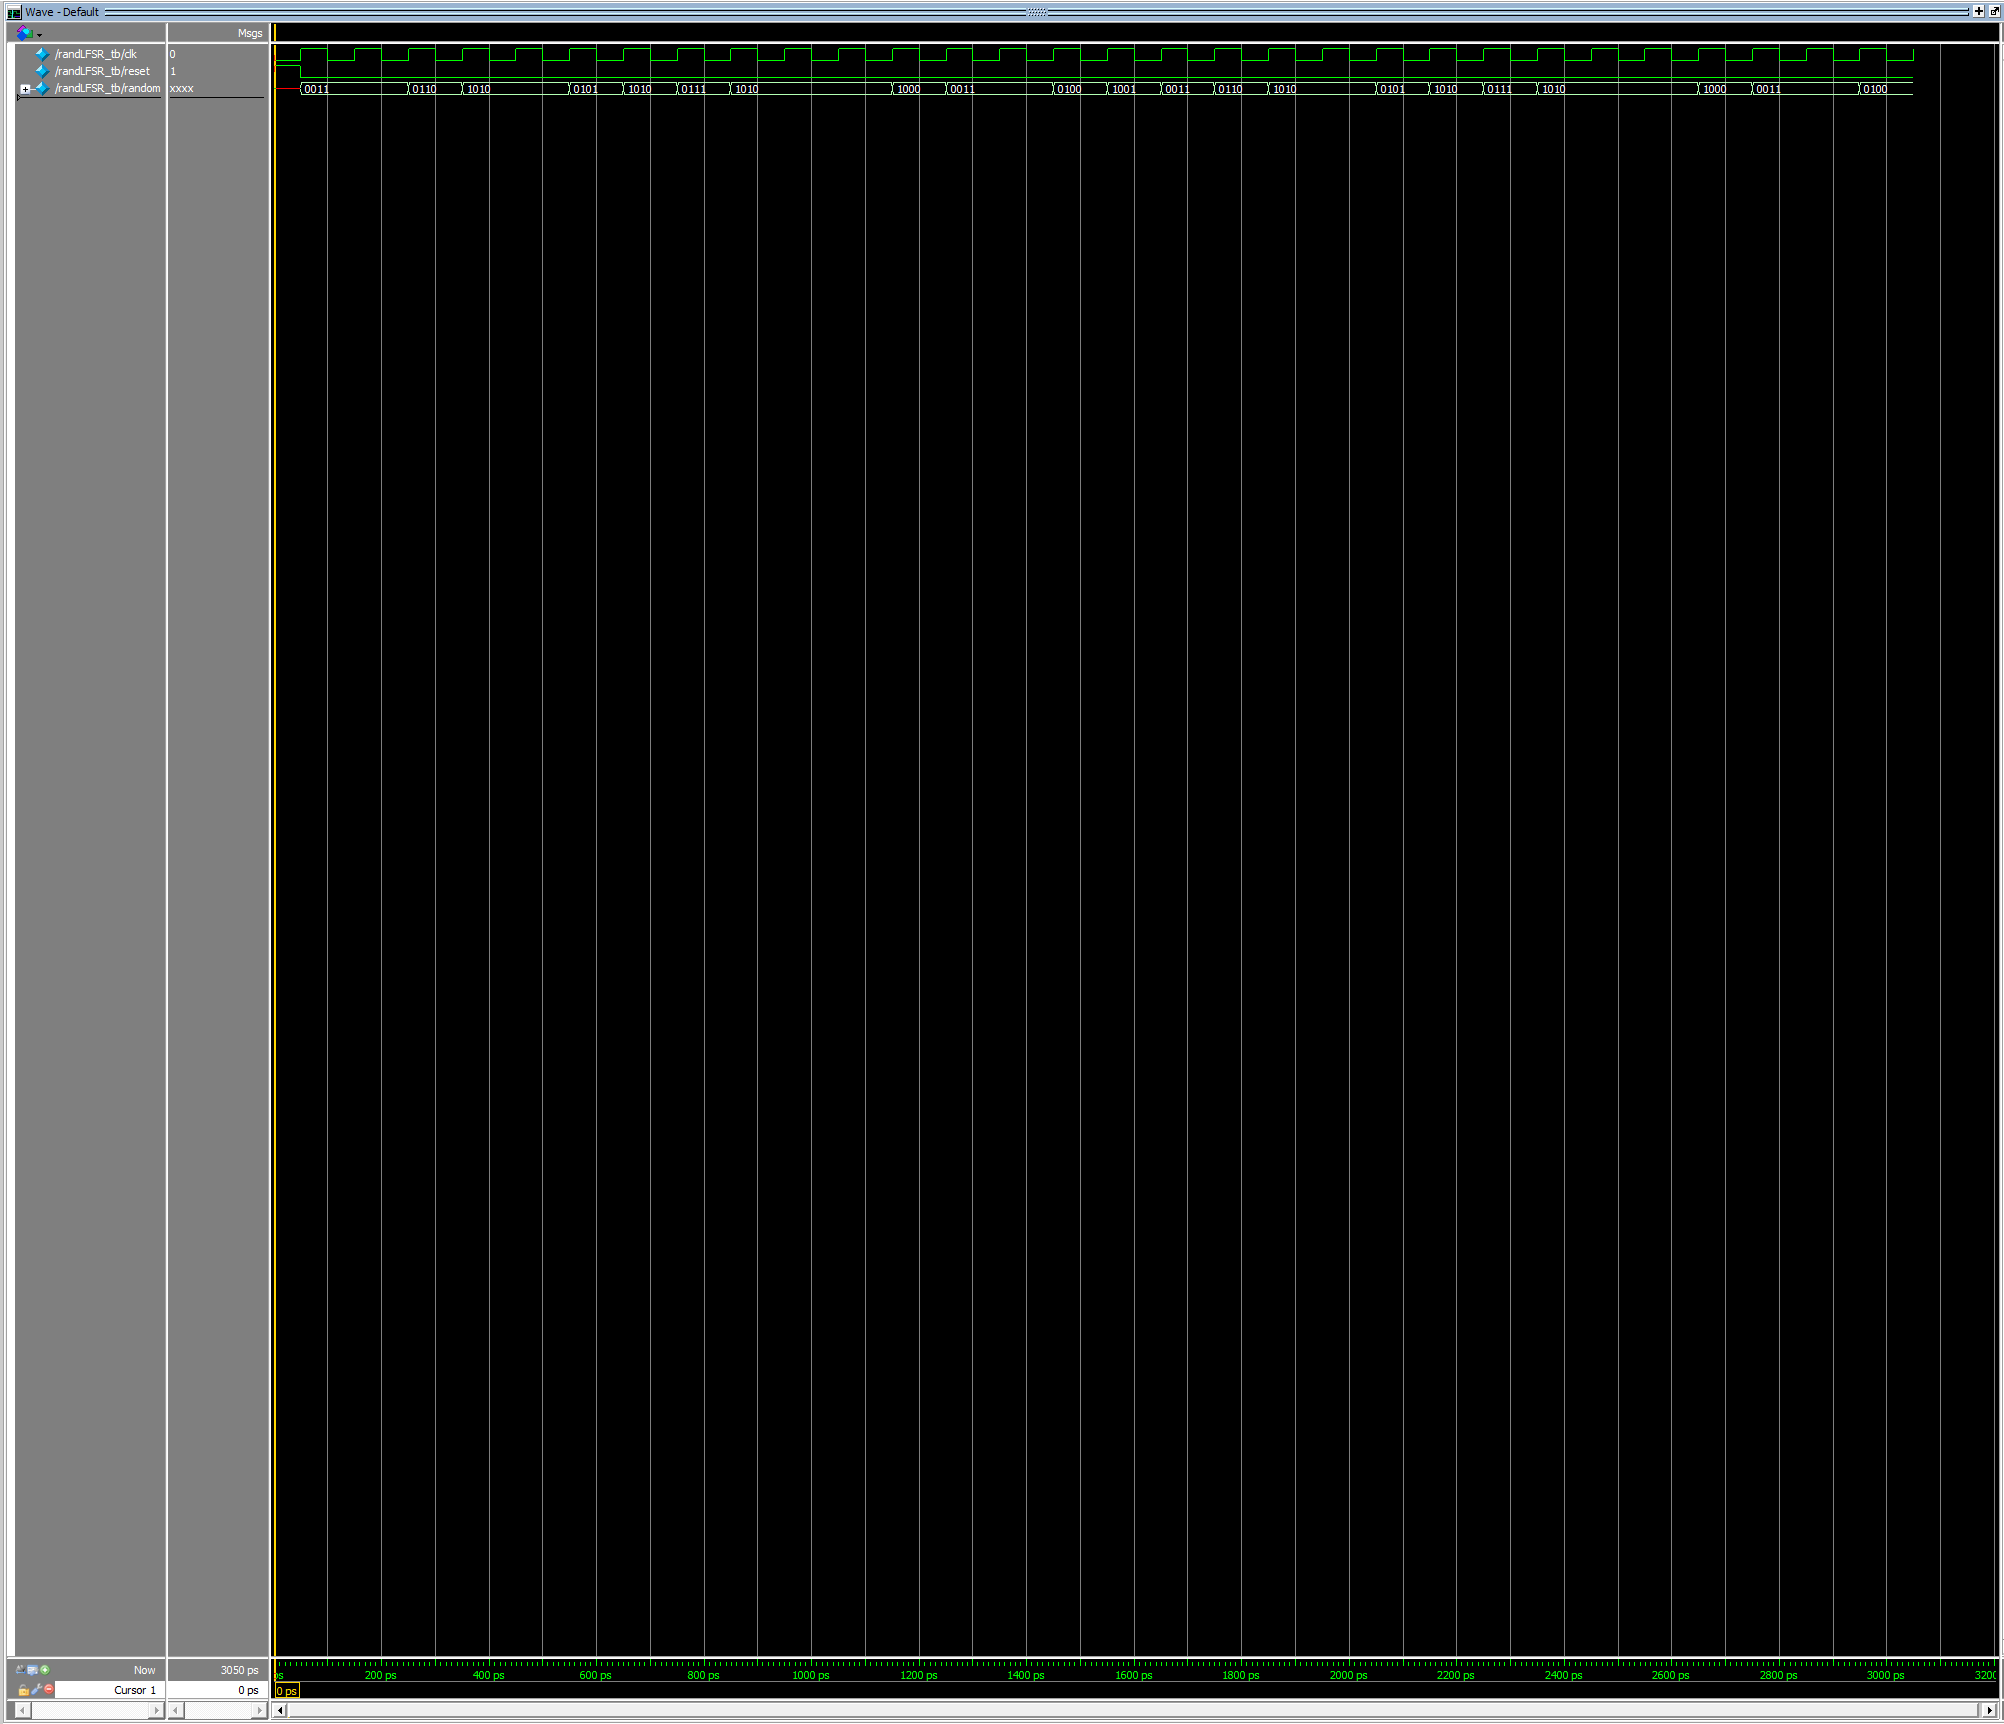 Wave - Default
Msgs
/randLFSR_tb/clk 0
/randLFSR_tb/reset 1
/randLFSR_tb/random xxxx 0011 0110 1010 0101 1010 0111 1010 1000 0011 0100 1001 0011 0110 1010 0101 1010 0111 1010 1000 0011 0100
Now 3050 ps ps 200 ps 400 ps 600 ps 800 ps 1000 ps 1200 ps 1400 ps 1600 ps 1800 ps 2000 ps 2200 ps 2400 ps 2600 ps 2800 ps 3000 ps 3200
Cursor 1 0 ps 0 ps